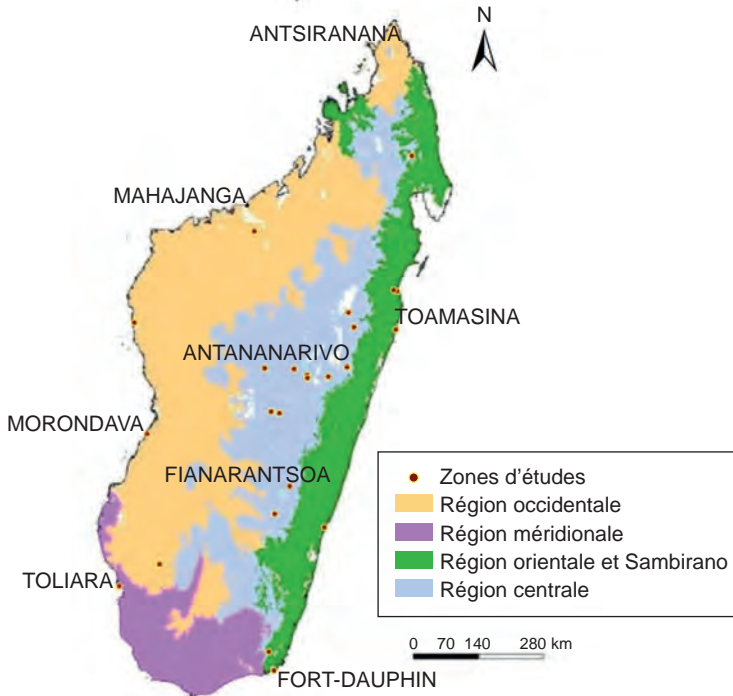 ANTSIRANANA
N
MAHAJANGA
TOAMASINA
ANTANANARIVO
MORONDAVA
FIANARANTSOA
TOLIARA
FORT-DAUPHIN
Zones d'études
Région occidentale
Région méridionale
Région orientale et Sambirano
Région centrale
0 70 140 280 km